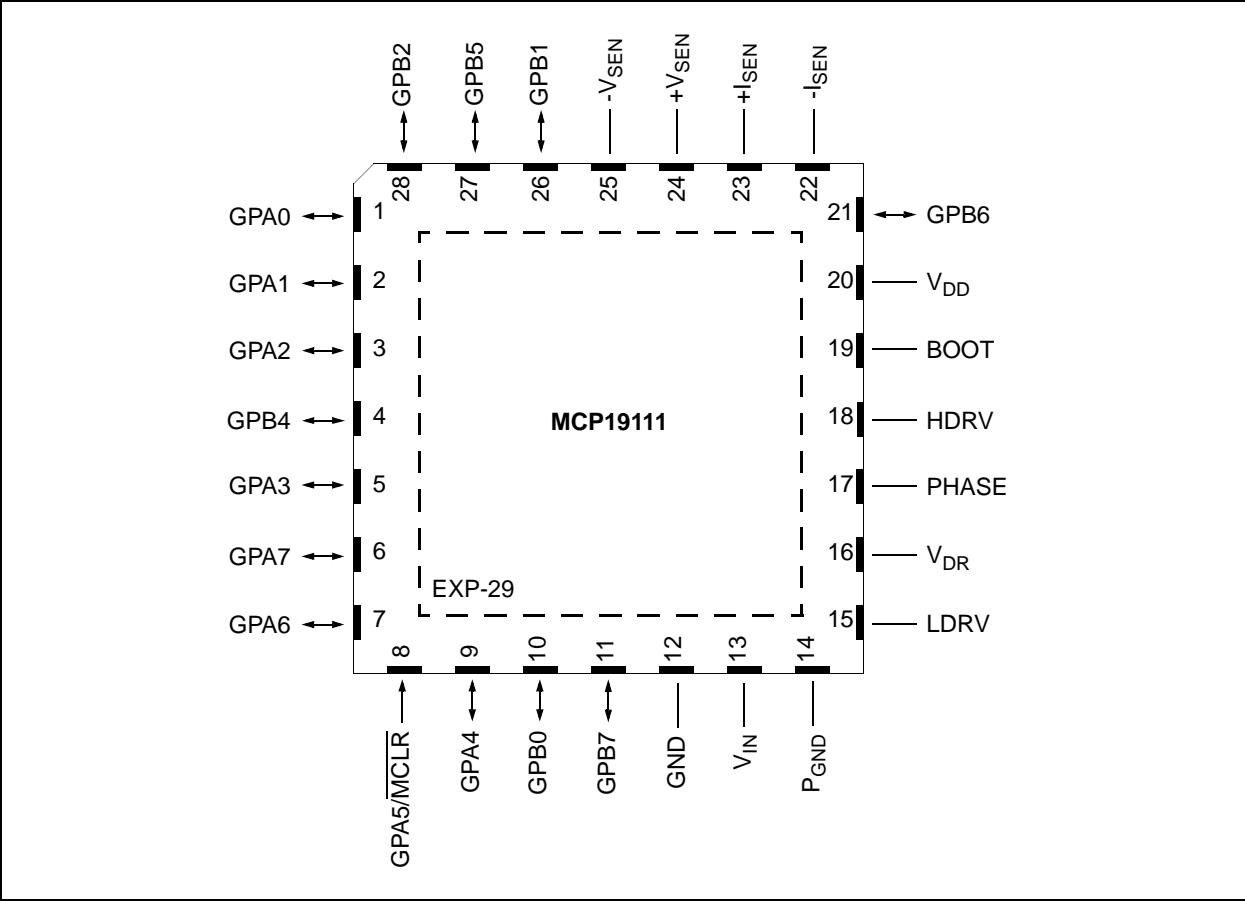 GPB2
GPB5
GPB1
-VSEN
+VSEN
+ISEN
-ISEN
28
27
26
25
24
23
22
GPA0
1
21
GPB6
GPA1
2
20
VDD
GPA2
3
19
BOOT
GPB4
4
MCP19111
18
HDRV
GPA3
5
17
PHASE
GPA7
6
16
VDR
EXP-29
GPA6
7
15
LDRV
8
9
10
11
12
13
14
GPA5/MCLR
GPA4
GPB0
GPB7
GND
VIN
PGND